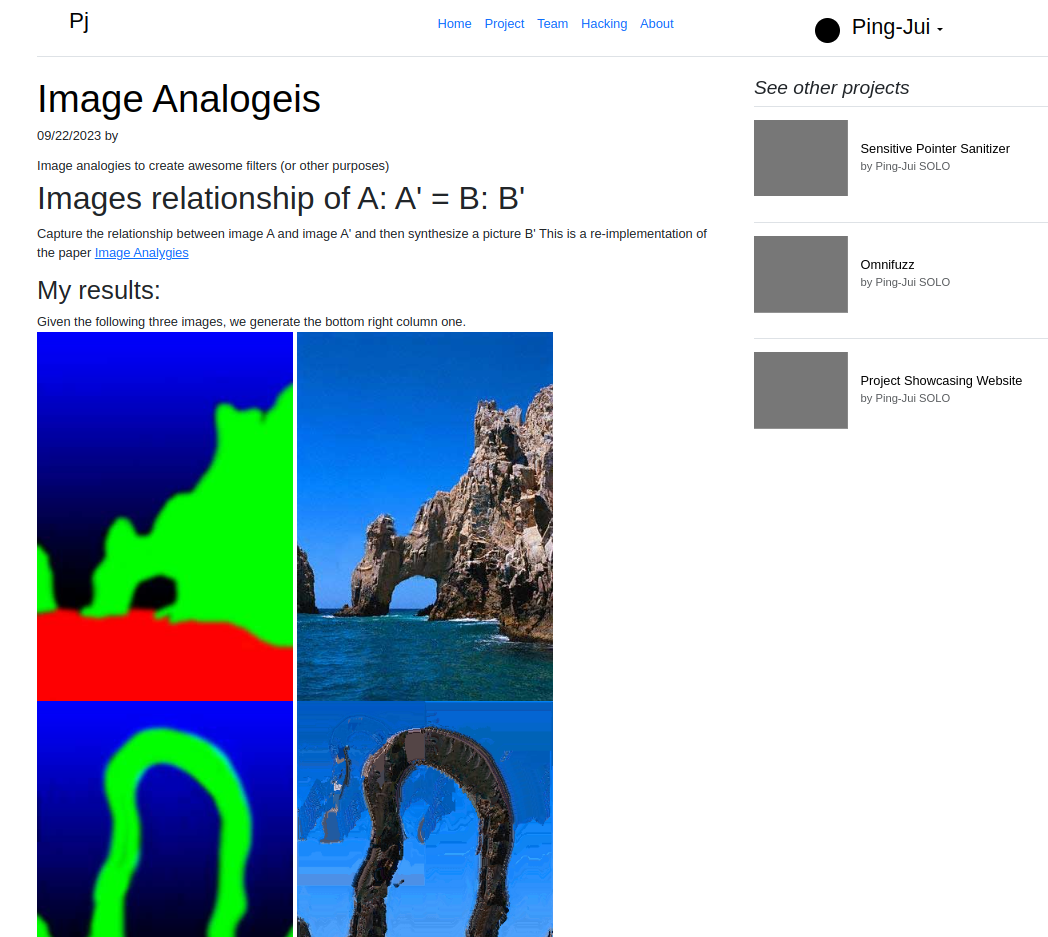 Pj
Home Project Team Hacking About
Ping-Jui
Image Analogeis
09/22/2023 by
Image analogies to create awesome filters (or other purposes)
Images relationship of A: A' = B: B'
Capture the relationship between image A and image A' and then synthesize a picture B' This is a re-implementation of
the paper Image Analygies
My results:
Given the following three images, we generate the bottom right column one.
See other projects
Sensitive Pointer Sanitizer
by Ping-Jui SOLO
Omnifuzz
by Ping-Jui SOLO
Project Showcasing Website
by Ping-Jui SOLO